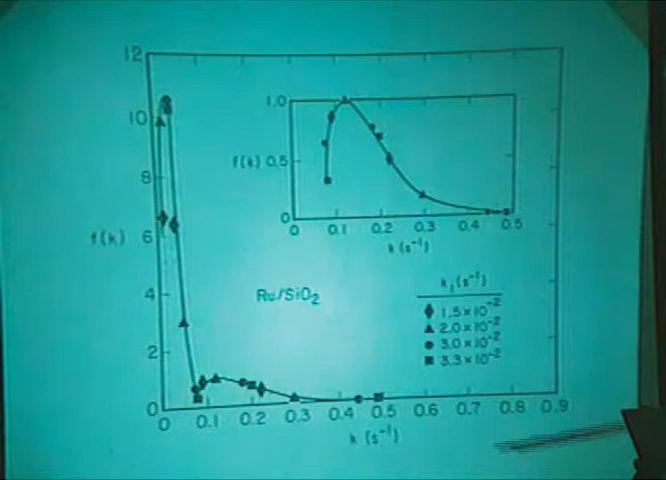 12
10
8
6
4
2
0
f(k)
0 0.1 0.2 0.3 0.4 0.5 0.6 0.7 0.8 0.9
k (s⁻¹)
1.0
0.5
0
f(k)
0 0.1 0.2 0.3 0.4 0.5
k (s⁻¹)
Ru/SiO₂
(s⁻¹)
1.5×10⁻²
2.0×10⁻²
3.0×10⁻²
3.3×10⁻²